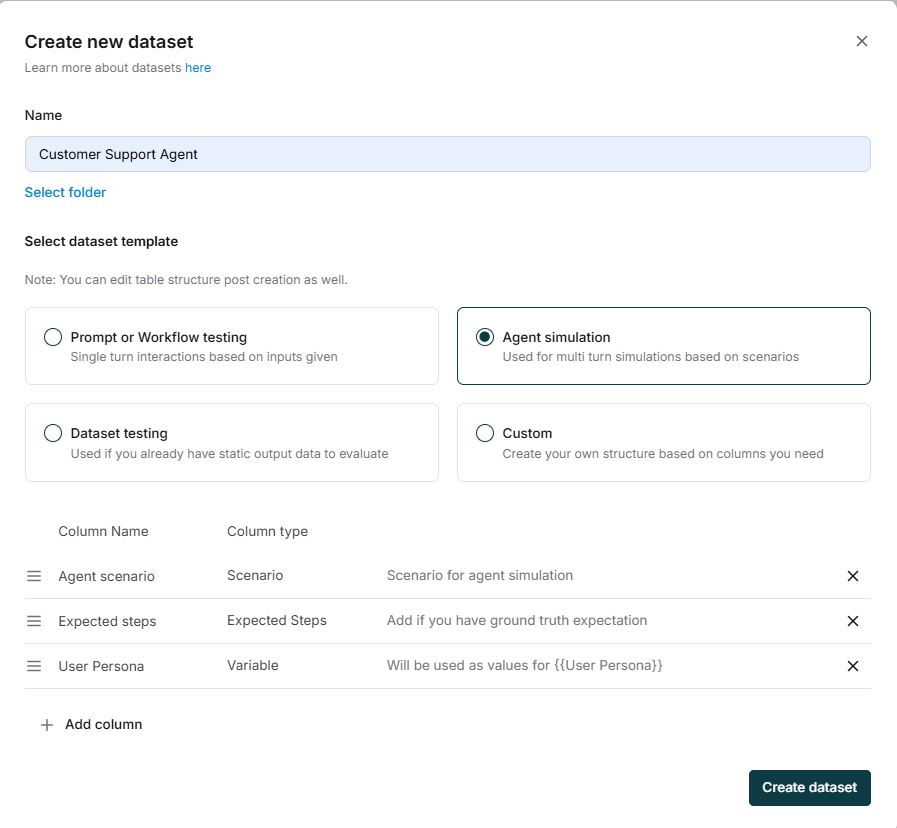 Create new dataset
Learn more about datasets here
Name
Customer Support Agent
Select folder
Select dataset template
Note: You can edit table structure post creation as well.
Prompt or Workflow testing
Single turn interactions based on inputs given
Agent simulation
Used for multi turn simulations based on scenarios
Dataset testing
Used if you already have static output data to evaluate
Custom
Create your own structure based on columns you need
Column Name Column type
Agent scenario Scenario Scenario for agent simulation
Expected steps Expected Steps Add if you have ground truth expectation
User Persona Variable Will be used as values for {{User Persona}}
Add column
Create dataset